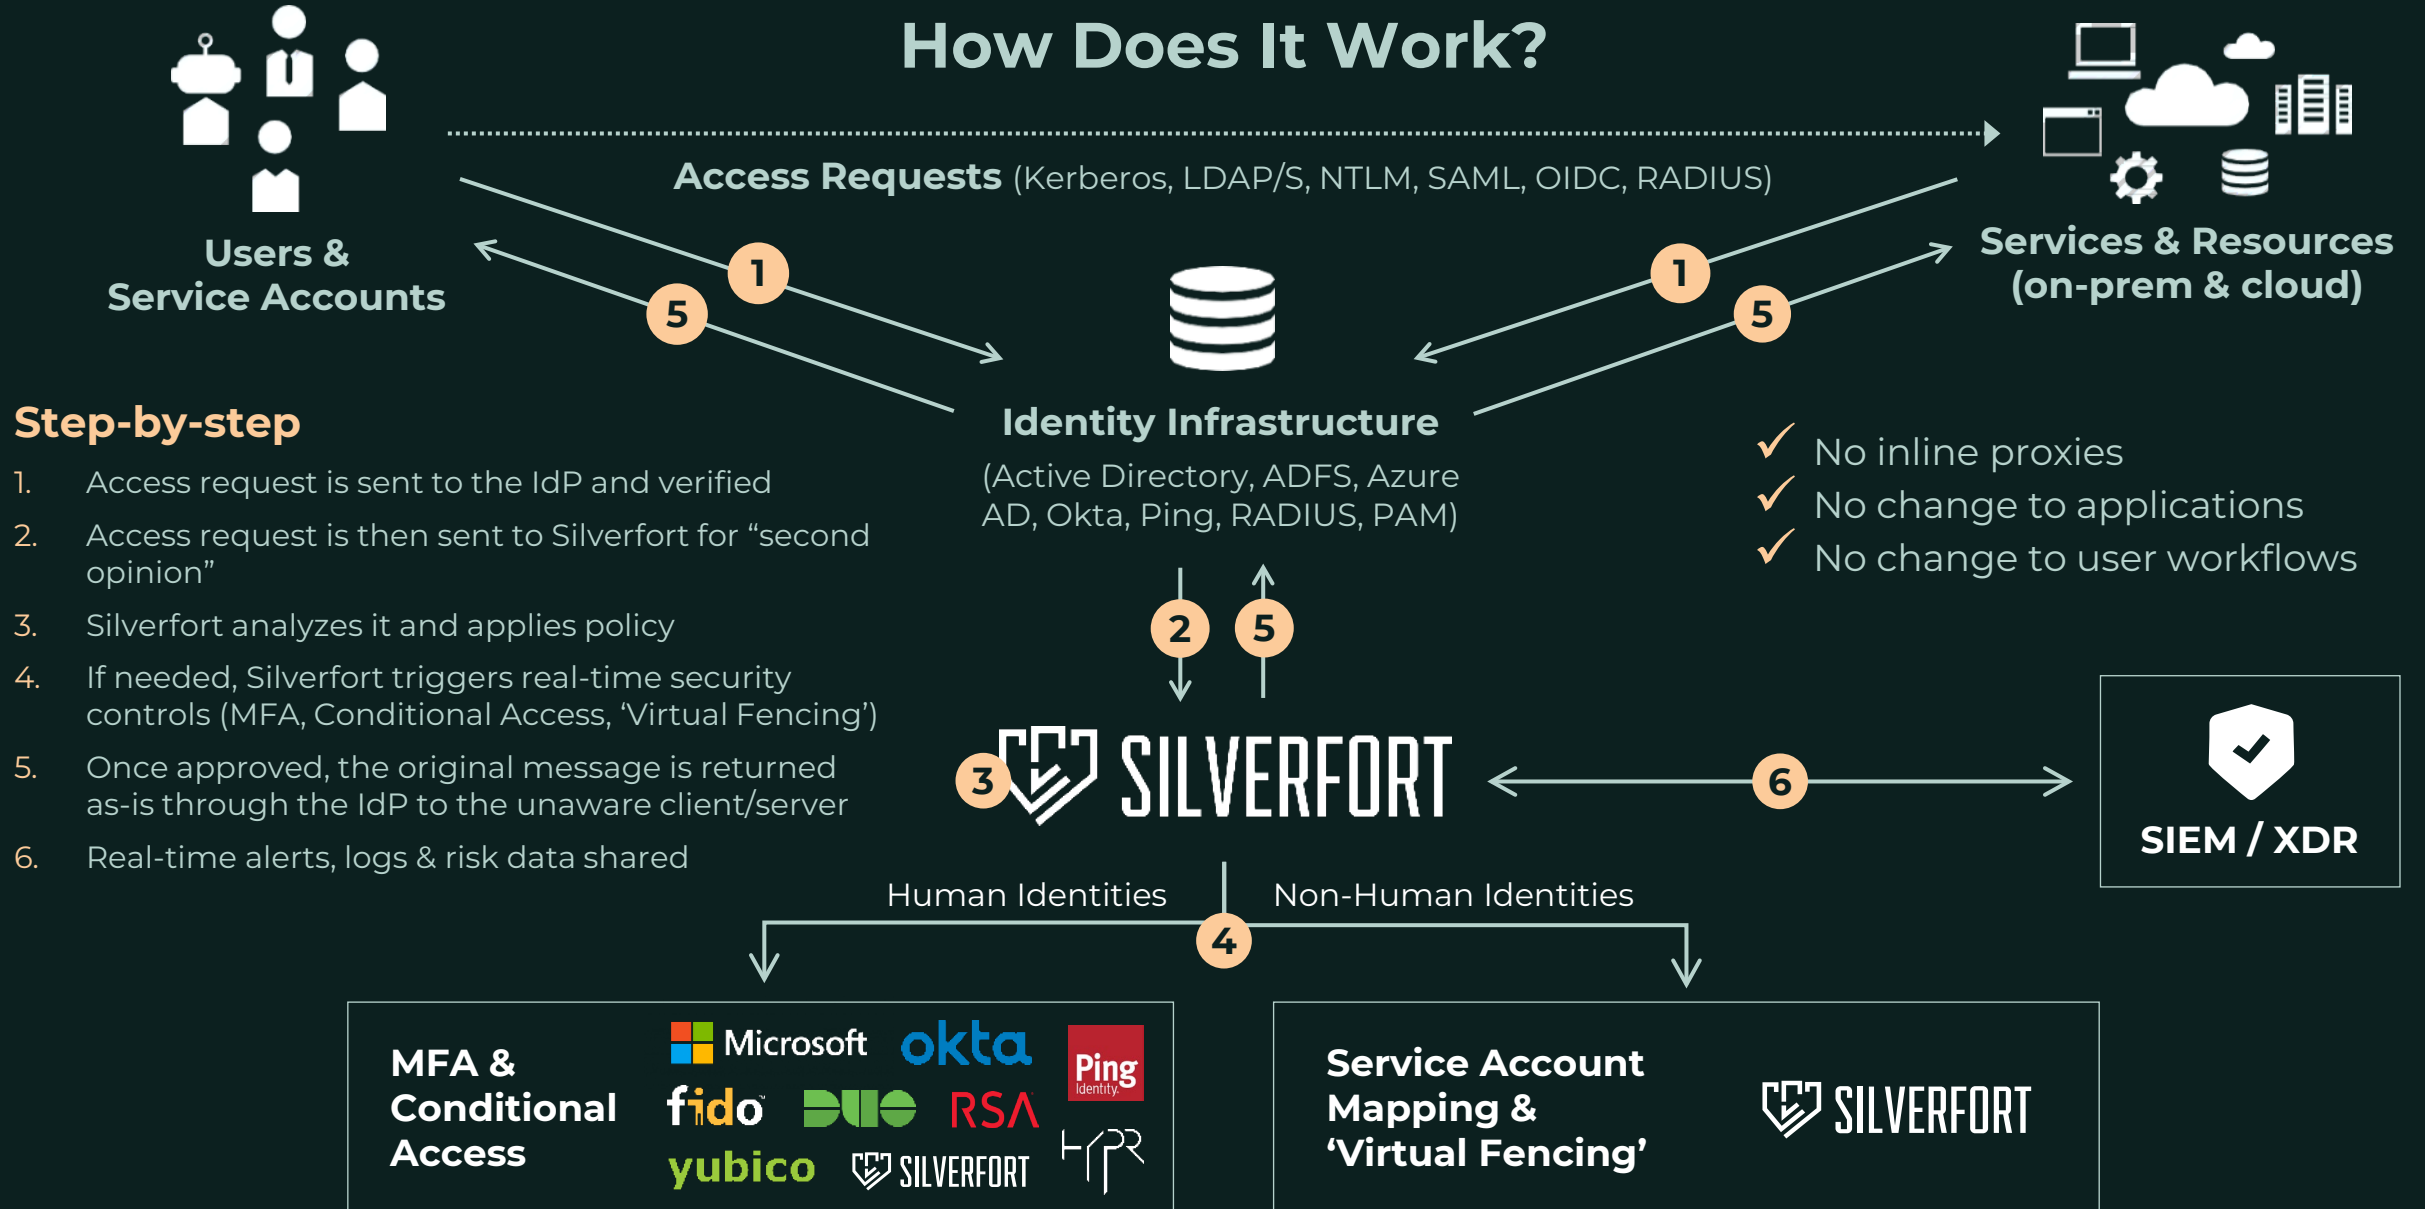 How Does It Work?
Access Requests (Kerberos, LDAP/S, NTLM, SAML, OIDC, RADIUS)
Users &
Service Accounts
Services & Resources
(on-prem & cloud)
1
5
1
5
Identity Infrastructure
(Active Directory, ADFS, Azure
AD, Okta, Ping, RADIUS, PAM)
Step-by-step
1. Access request is sent to the IdP and verified
2. Access request is then sent to Silverfort for “second
opinion”
3. Silverfort analyzes it and applies policy
4. If needed, Silverfort triggers real-time security
controls (MFA, Conditional Access, ‘Virtual Fencing’)
5. Once approved, the original message is returned
as-is through the IdP to the unaware client/server
6. Real-time alerts, logs & risk data shared
✓ No inline proxies
✓ No change to applications
✓ No change to user workflows
2
5
3
SILVERFORT
6
SIEM / XDR
Human Identities
Non-Human Identities
4
MFA &
Conditional
Access
Microsoft
okta
Ping
Identity
fido
DUO
RSA
yubico
SILVERFORT
HYPR
Service Account
Mapping &
‘Virtual Fencing’
SILVERFORT